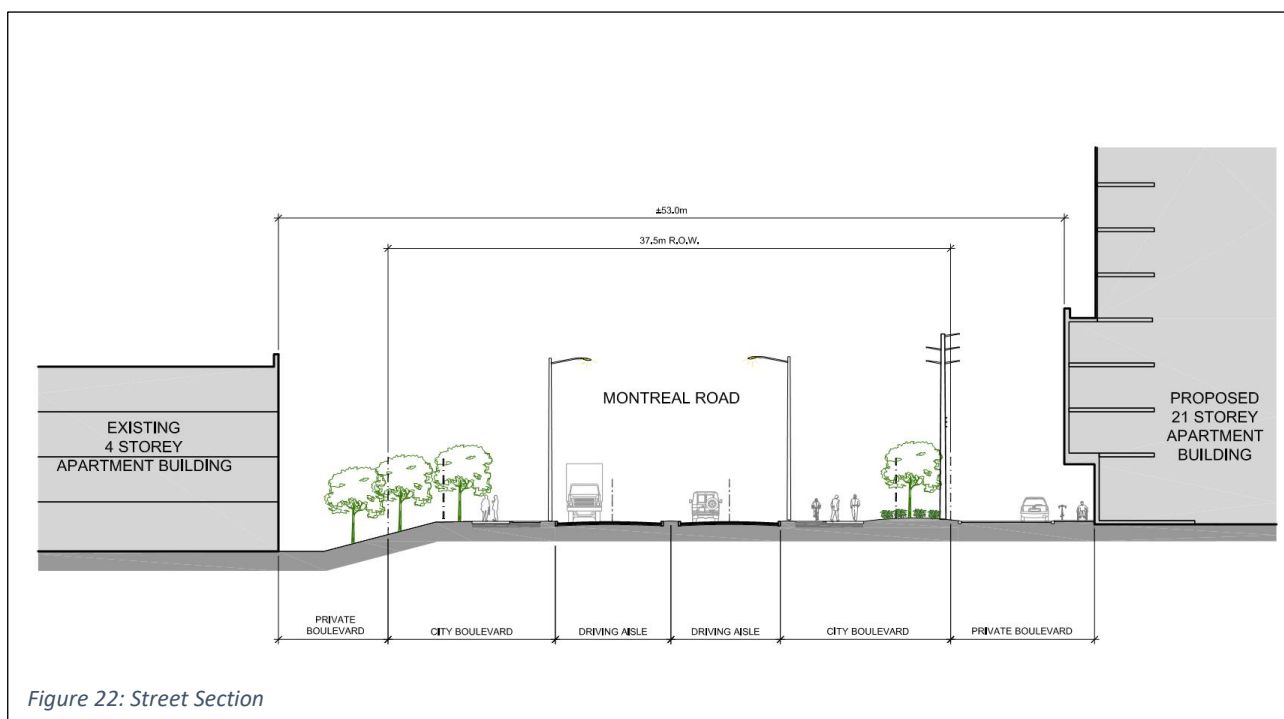 ±53.0m
37.5m R.O.W.
MONTREAL ROAD
EXISTING
4 STOREY
APARTMENT BUILDING
PROPOSED
21 STOREY
APARTMENT
BUILDING
PRIVATE
BOULEVARD
CITY BOULEVARD
DRIVING AISLE
DRIVING AISLE
CITY BOULEVARD
PRIVATE BOULEVARD
Figure 22: Street Section